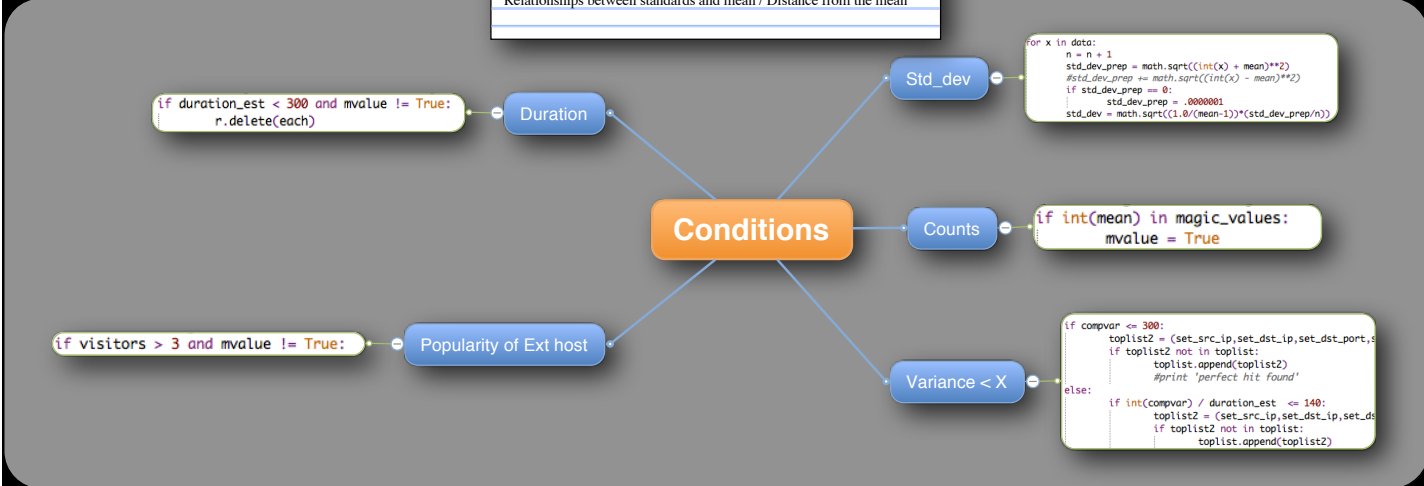 Relationships between standards and mean / Distance from the mean
Std_dev
for x in data:
n = n + 1
std_dev_prep = math.sqrt((int(x) + mean)**2)
#std_dev_prep += math.sqrt((int(x) - mean)**2)
if std_dev_prep == 0:
std_dev_prep = .0000001
std_dev = math.sqrt((1.0/(mean-1))*(std_dev_prep/n))
if duration_est < 300 and mvalue != True:
r.delete(each)
Duration
Conditions
Counts
if int(mean) in magic_values:
mvalue = True
if visitors > 3 and mvalue != True:
Popularity of Ext host
Variance < X
if compvar <= 300:
toplist2 = (set_src_ip,set_dst_ip,set_dst_port,s
if toplist2 not in toplist:
toplist.append(toplist2)
#print 'perfect hit found'
else:
if int(compvar) / duration_est <= 140:
toplist2 = (set_src_ip,set_dst_ip,set_ds
if toplist2 not in toplist:
toplist.append(toplist2)